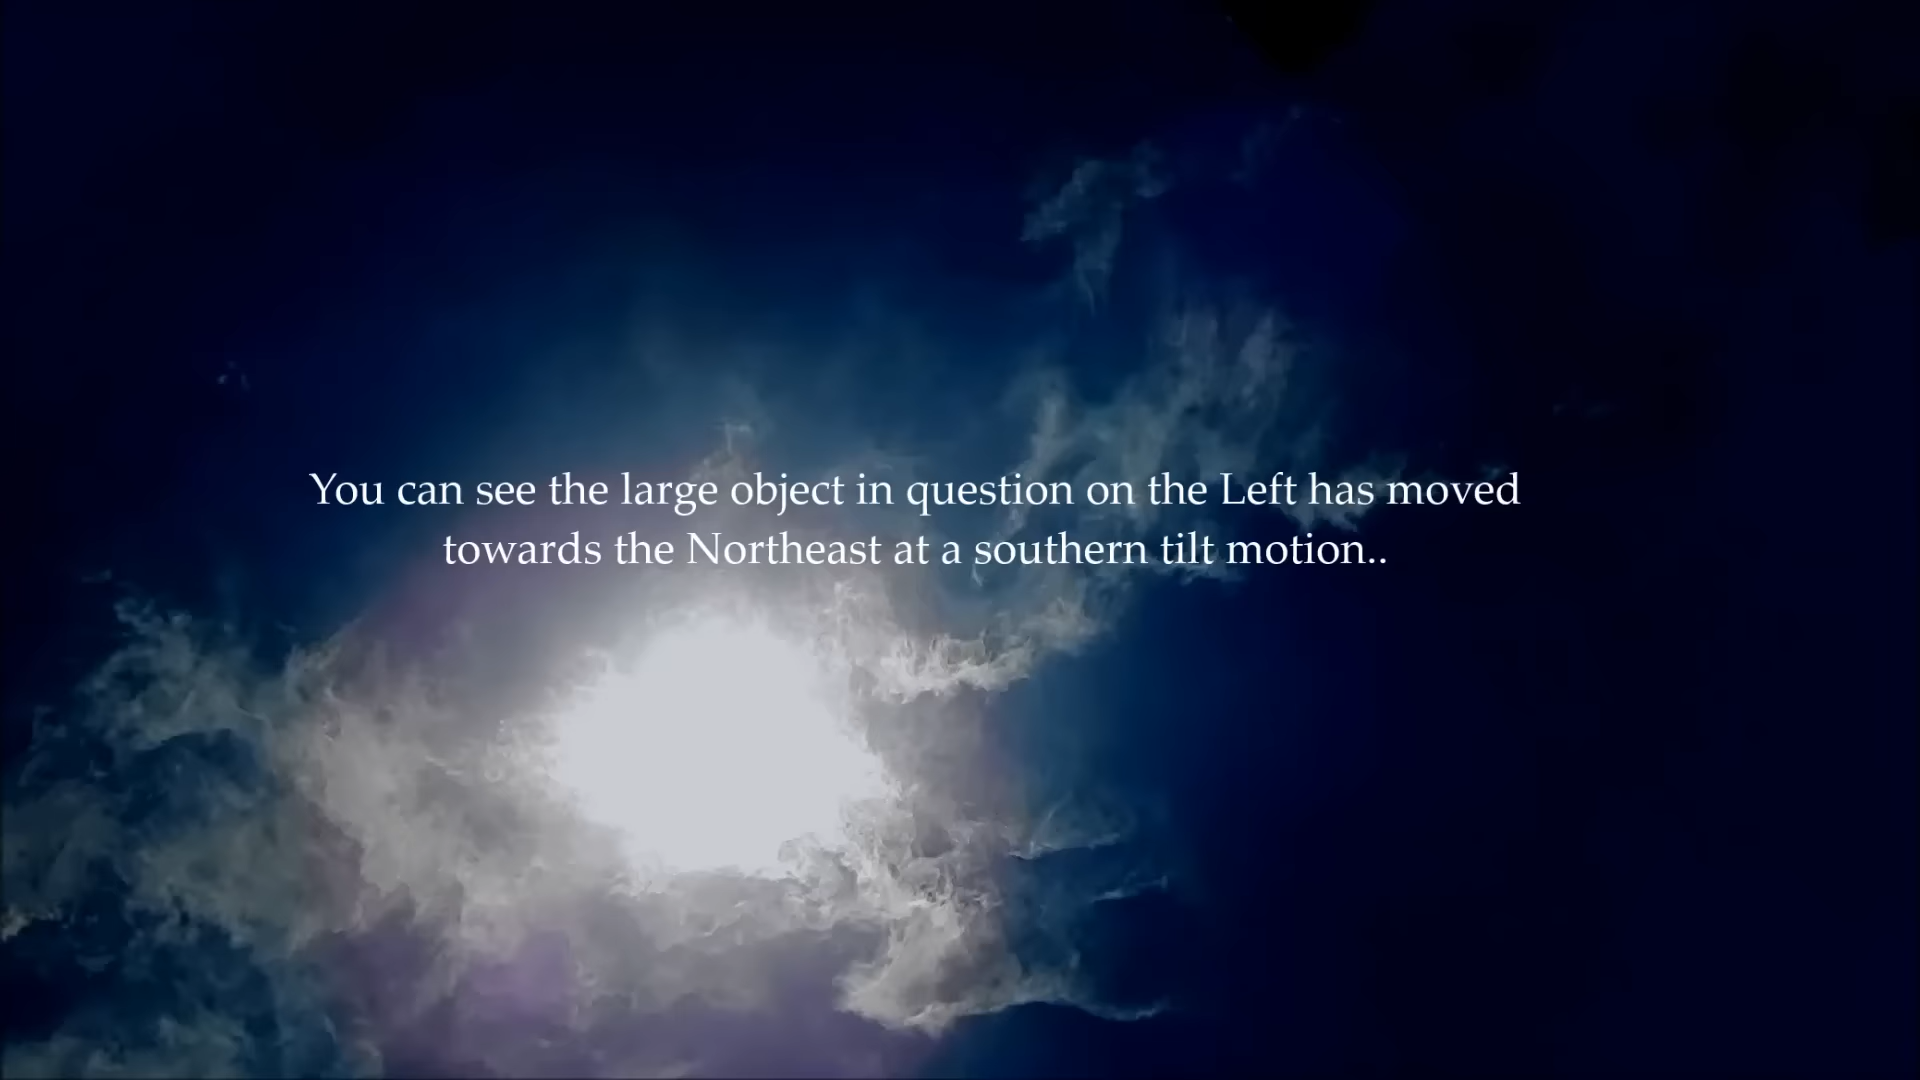 You can see the large object in question on the Left has moved
towards the Northeast at a southern tilt motion..